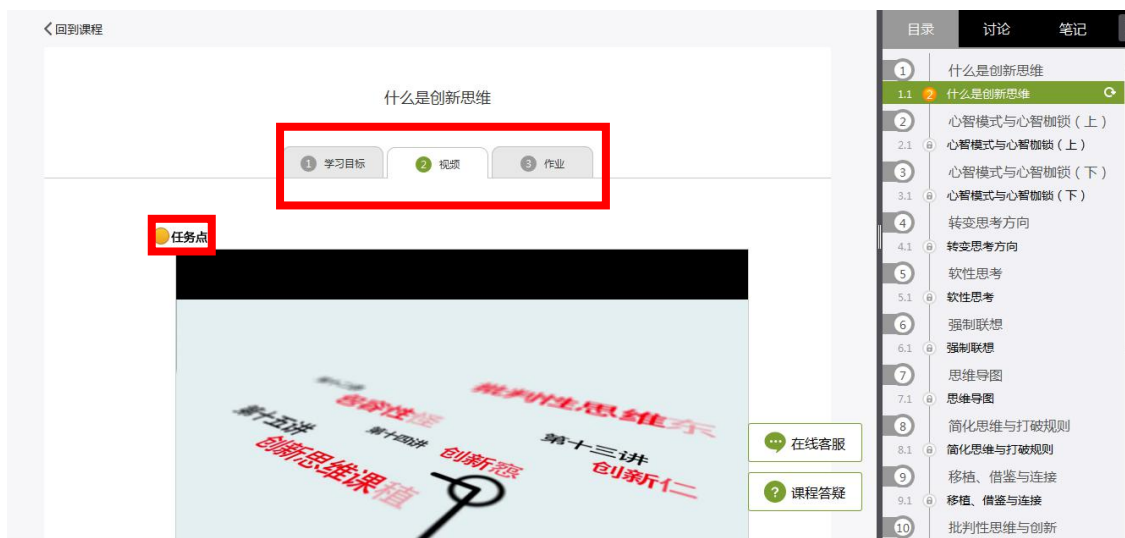 回到课程
什么是创新思维
1 学习目标
2 视频
3 作业
任务点
批判性思维
第十五讲
第十四讲
第十三讲
创新思维课
创新
创新
在线客服
? 课程答疑
目录 讨论 笔记
1 什么是创新思维
1.1 2 什么是创新思维
2 心智模式与心智枷锁（上）
2.1 心智模式与心智枷锁（上）
3 心智模式与心智枷锁（下）
3.1 心智模式与心智枷锁（下）
4 转变思考方向
4.1 转变思考方向
5 软性思考
5.1 软性思考
6 强制联想
6.1 强制联想
7 思维导图
7.1 思维导图
8 简化思维与打破规则
8.1 简化思维与打破规则
9 移植、借鉴与连接
9.1 移植、借鉴与连接
10 批判性思维与创新